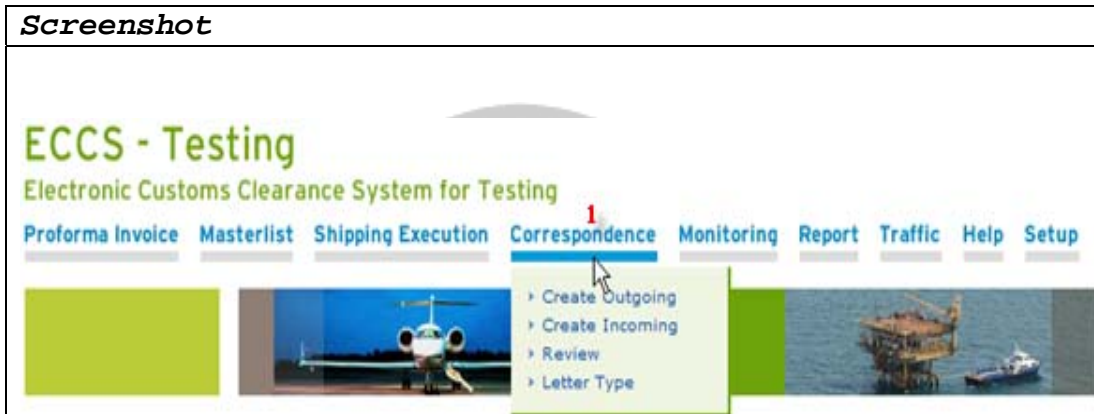 Screenshot
ECCS - Testing
Electronic Customs Clearance System for Testing
1
Proforma Invoice Masterlist Shipping Execution Correspondence Monitoring Report Traffic Help Setup
Create Outgoing
Create Incoming
Review
Letter Type